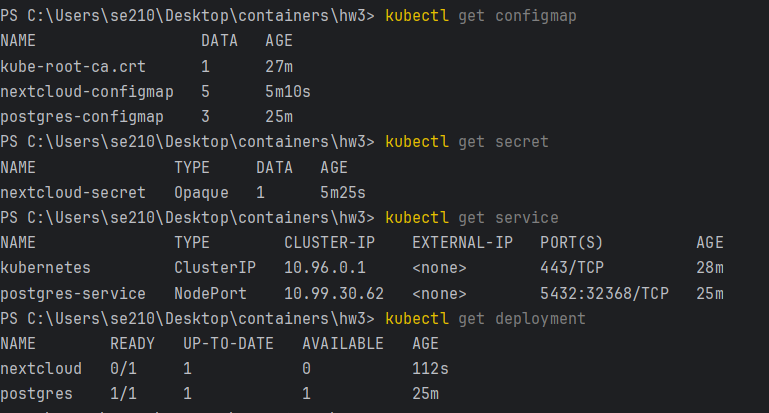 PS C:\Users\se210\Desktop\containers\hw3> kubectl get configmap
NAME DATA AGE
kube-root-ca.crt 1 27m
nextcloud-configmap 5 5m10s
postgres-configmap 3 25m
PS C:\Users\se210\Desktop\containers\hw3> kubectl get secret
NAME TYPE DATA AGE
nextcloud-secret Opaque 1 5m25s
PS C:\Users\se210\Desktop\containers\hw3> kubectl get service
NAME TYPE CLUSTER-IP EXTERNAL-IP PORT(S) AGE
kubernetes ClusterIP 10.96.0.1 <none> 443/TCP 28m
postgres-service NodePort 10.99.30.62 <none> 5432:32368/TCP 25m
PS C:\Users\se210\Desktop\containers\hw3> kubectl get deployment
NAME READY UP-TO-DATE AVAILABLE AGE
nextcloud 0/1 1 0 112s
postgres 1/1 1 1 25m